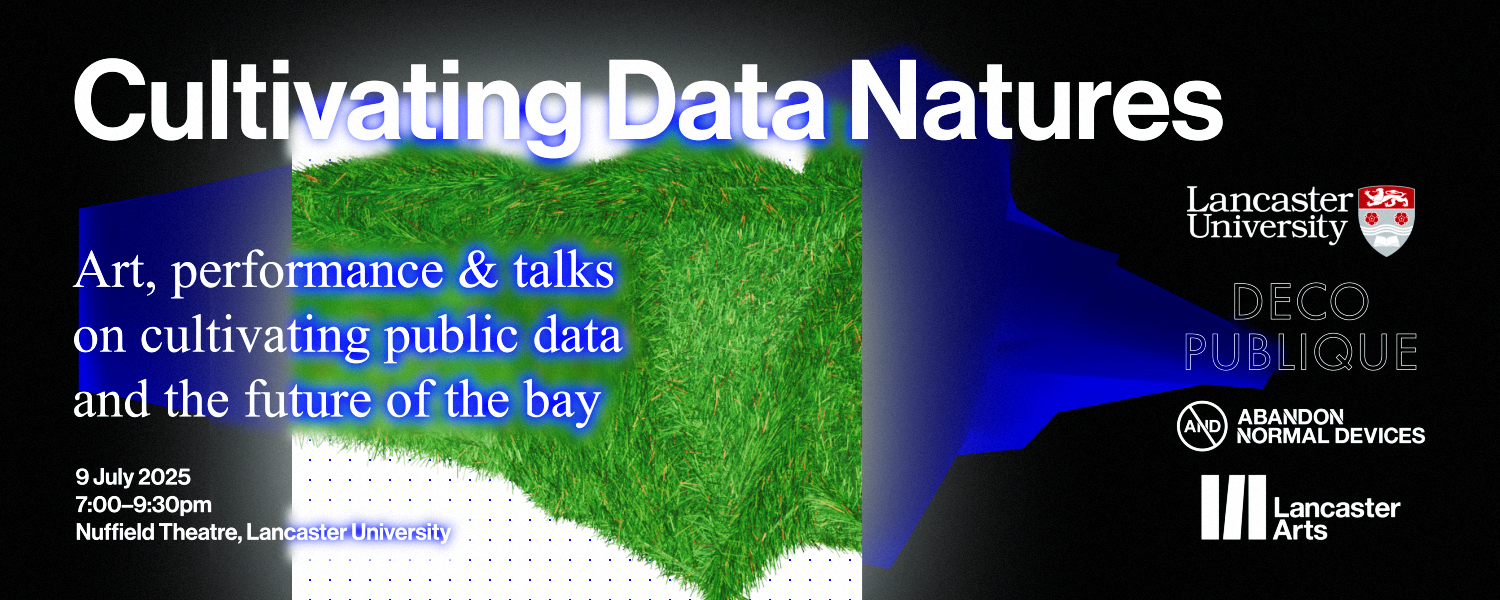 Cultivating Data Natures
Art, performance & talks
on cultivating public data
and the future of the bay
9 July 2025
7:00–9:30pm
Nuffield Theatre, Lancaster University
Lancaster
University
DECO
PUBLIQUE
AND
ABANDON
NORMAL DEVICES
Lancaster
Arts